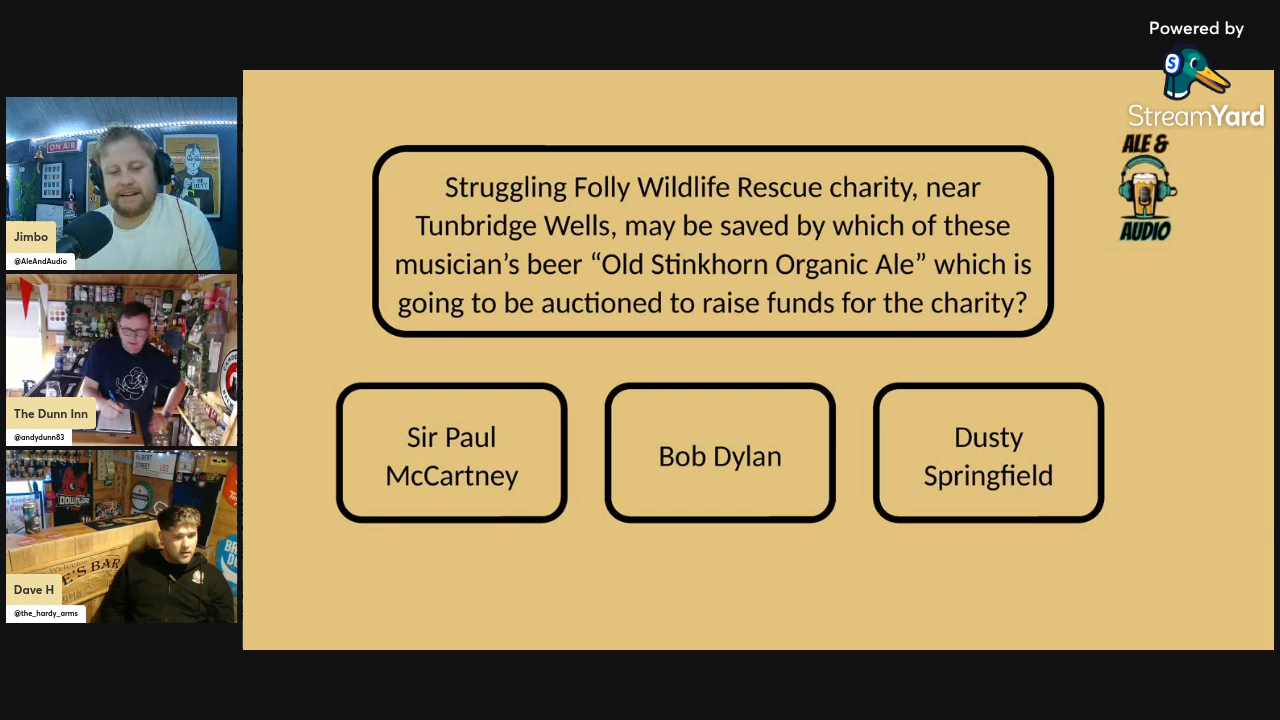 Powered by
StreamYard
ALE &
AUDIO
Struggling Folly Wildlife Rescue charity, near
Tunbridge Wells, may be saved by which of these
musician's beer “Old Stinkhorn Organic Ale” which is
going to be auctioned to raise funds for the charity?
Sir Paul
McCartney
Bob Dylan
Dusty
Springfield
ON AIR
Jimbo
@AleAndAudio
The Dunn Inn
@andydunn83
Dave H
@the_hardy_arms